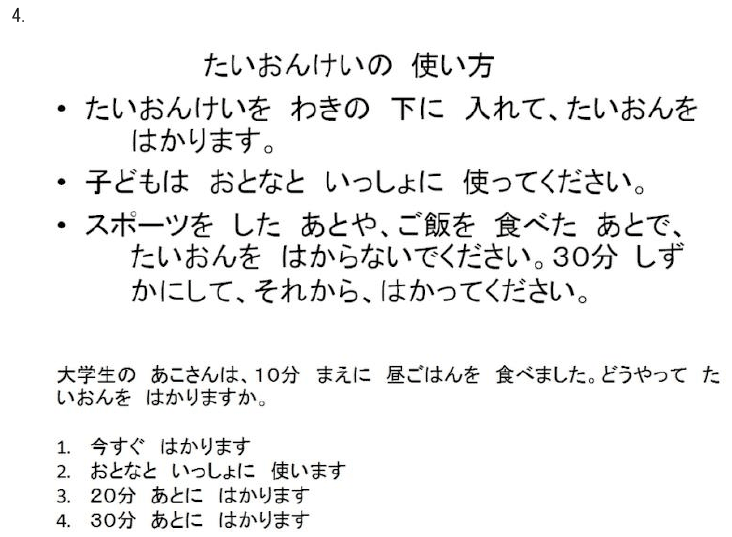 4.
たいおんけいの 使い方
• たいおんけいを わきの 下に 入れて、たいおんを
はかります。
• 子どもは おとなと いっしょに 使ってください。
• スポーツを した あとや、ご飯を 食べた あとで、
たいおんを はからないでください。30分 しず
かにして、それから、はかってください。
大学生の あこさんは、10分 まえに 昼ごはんを 食べました。どうやって た
いおんを はかりますか。
1. 今すぐ はかります
2. おとなと いっしょに 使います
3. 20分 あとに はかります
4. 30分 あとに はかります